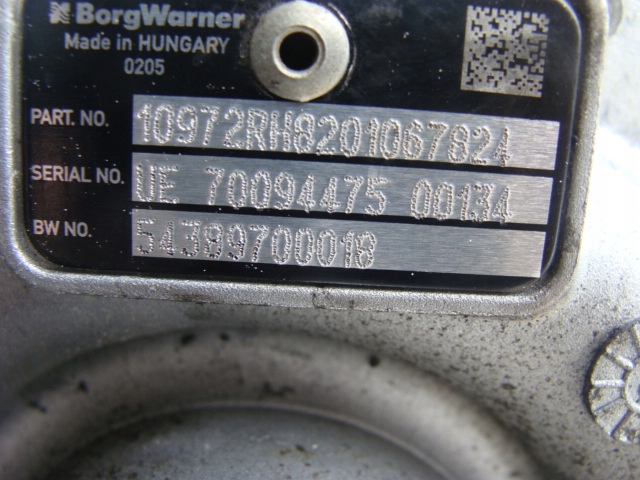 BorgWarner
Made in HUNGARY
0205
PART. NO. 10972RH8201067824
SERIAL NO. UE 70094475 00134
BW NO. 54389700018